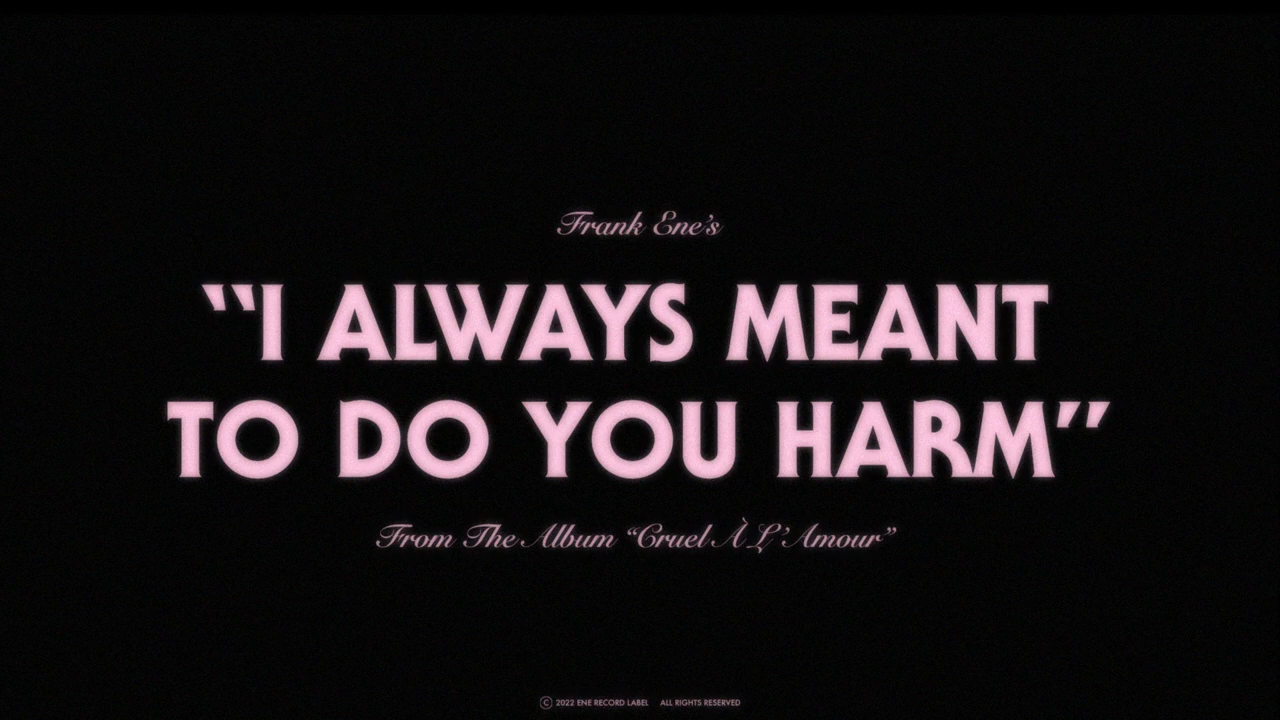 Frank Ene's
“I ALWAYS MEANT
TO DO YOU HARM”
From The Album “Cruel À L'Amour”
© 2022 ENE RECORD LABEL ALL RIGHTS RESERVED